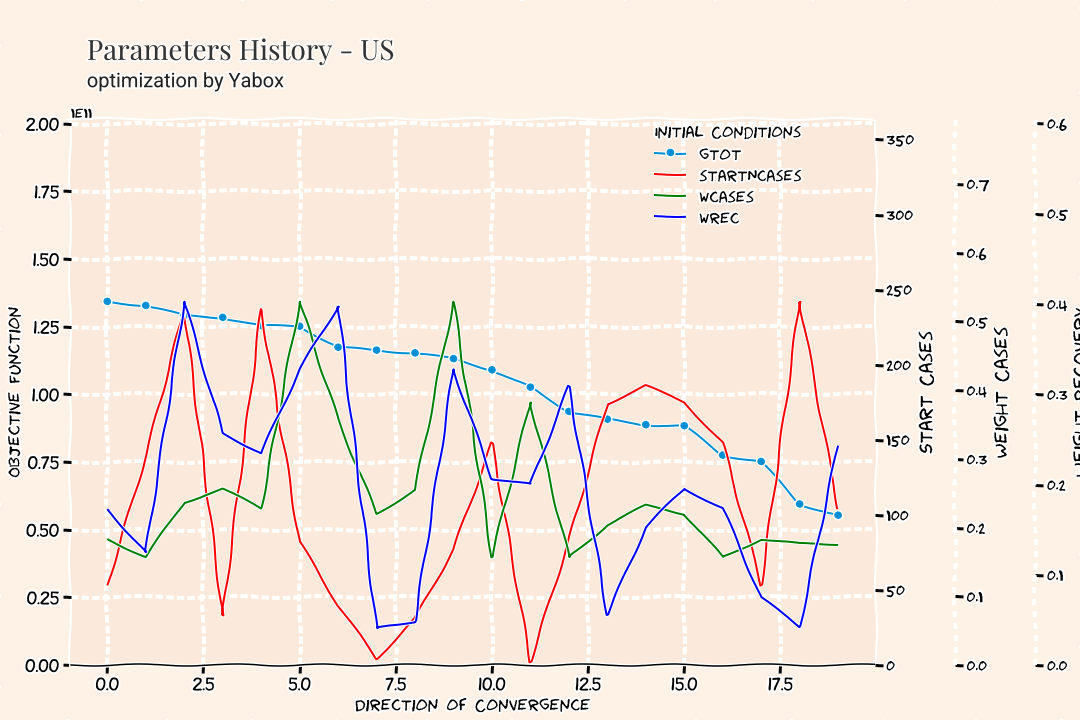 Parameters History - US
optimization by Yabox
1E11
2.00
1.75
1.50
1.25
1.00
0.75
0.50
0.25
0.00
OBJECTIVE FUNCTION
INITIAL CONDITIONS
GTOT
STARTNCASES
WCASES
WREC
0.0 2.5 5.0 7.5 10.0 12.5 15.0 17.5
DIRECTION OF CONVERGENCE
350
300
250
200
150
100
50
0
START CASES
0.7
0.6
0.5
0.4
0.3
0.2
0.1
0.0
WEIGHT CASES
0.6
0.5
0.4
0.3
0.2
0.1
0.0